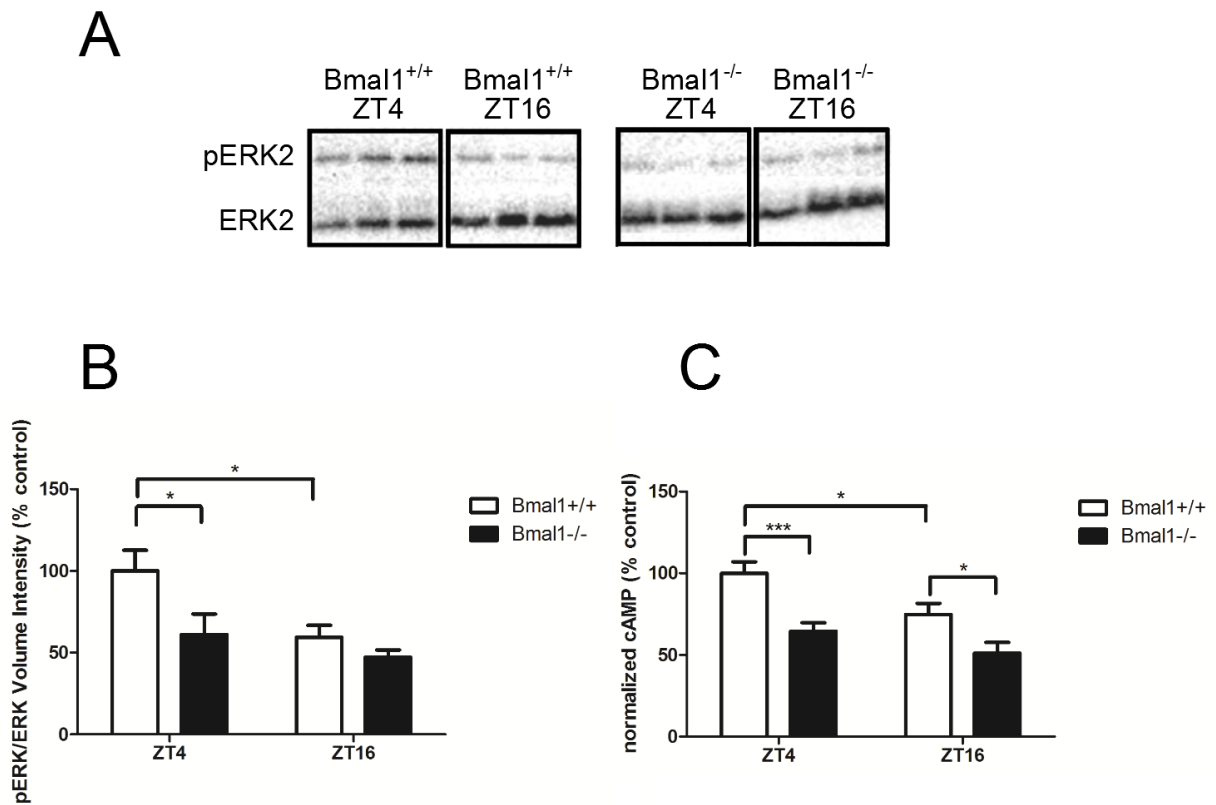 A
Bmal1+/+ ZT4
Bmal1+/+ ZT16
Bmal1-/- ZT4
Bmal1-/- ZT16
pERK2
ERK2
B
pERK/ERK Volume Intensity (% control)
150
100
50
0
*
*
ZT4
ZT16
Bmal1+/+
Bmal1-/-
C
normalized cAMP (% control)
150
100
50
0
*
***
*
ZT4
ZT16
Bmal1+/+
Bmal1-/-